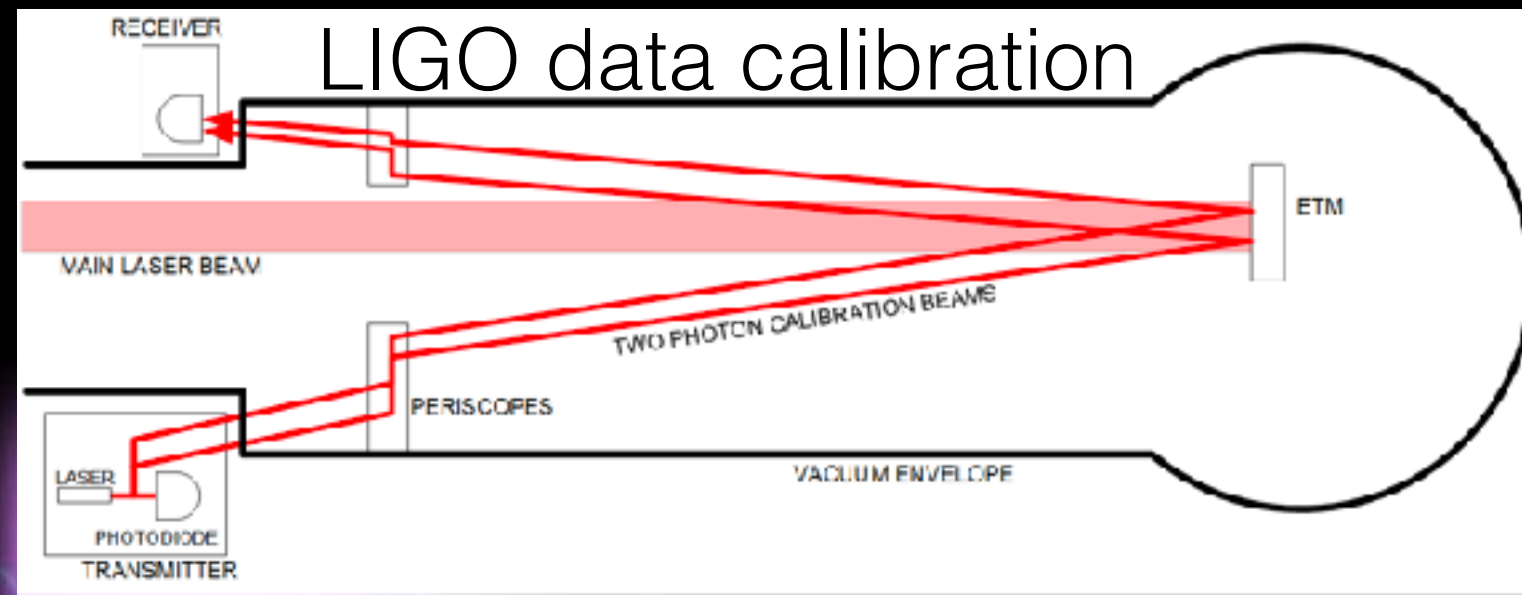 RECEIVER
LIGO data calibration
ETM
MAIN LASER BEAM
TWO PHOTON CALIBRATION BEAMS
PERISCOPES
VACUUM ENVELOPE
LASER
PHOTODIODE
TRANSMITTER